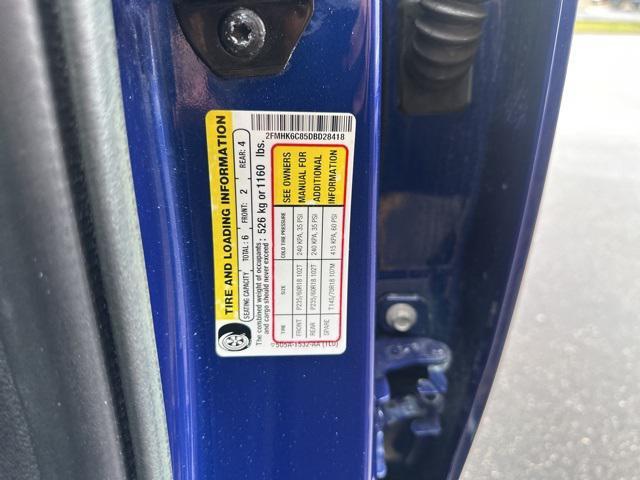 2FMHK6C85DBD28418
TIRE AND LOADING INFORMATION
SEATING CAPACITY TOTAL: 6 FRONT: 2 REAR: 4
The combined weight of occupants and cargo should never exceed : 526 kg or 1160 lbs.
TIRE SIZE COLD TIRE PRESSURE
FRONT P235/60R18 102T 240 KPA, 35 PSI
REAR P235/60R18 102T 240 KPA, 35 PSI
SPARE T145/70R18 107M 415 KPA, 60 PSI
SEE OWNERS
MANUAL FOR
ADDITIONAL
INFORMATION